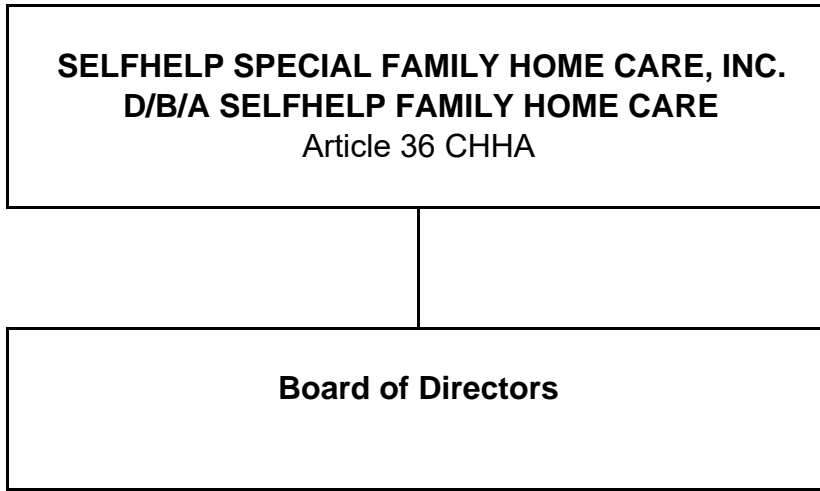 SELFHELP SPECIAL FAMILY HOME CARE, INC.
D/B/A SELFHELP FAMILY HOME CARE
Article 36 CHHA
Board of Directors